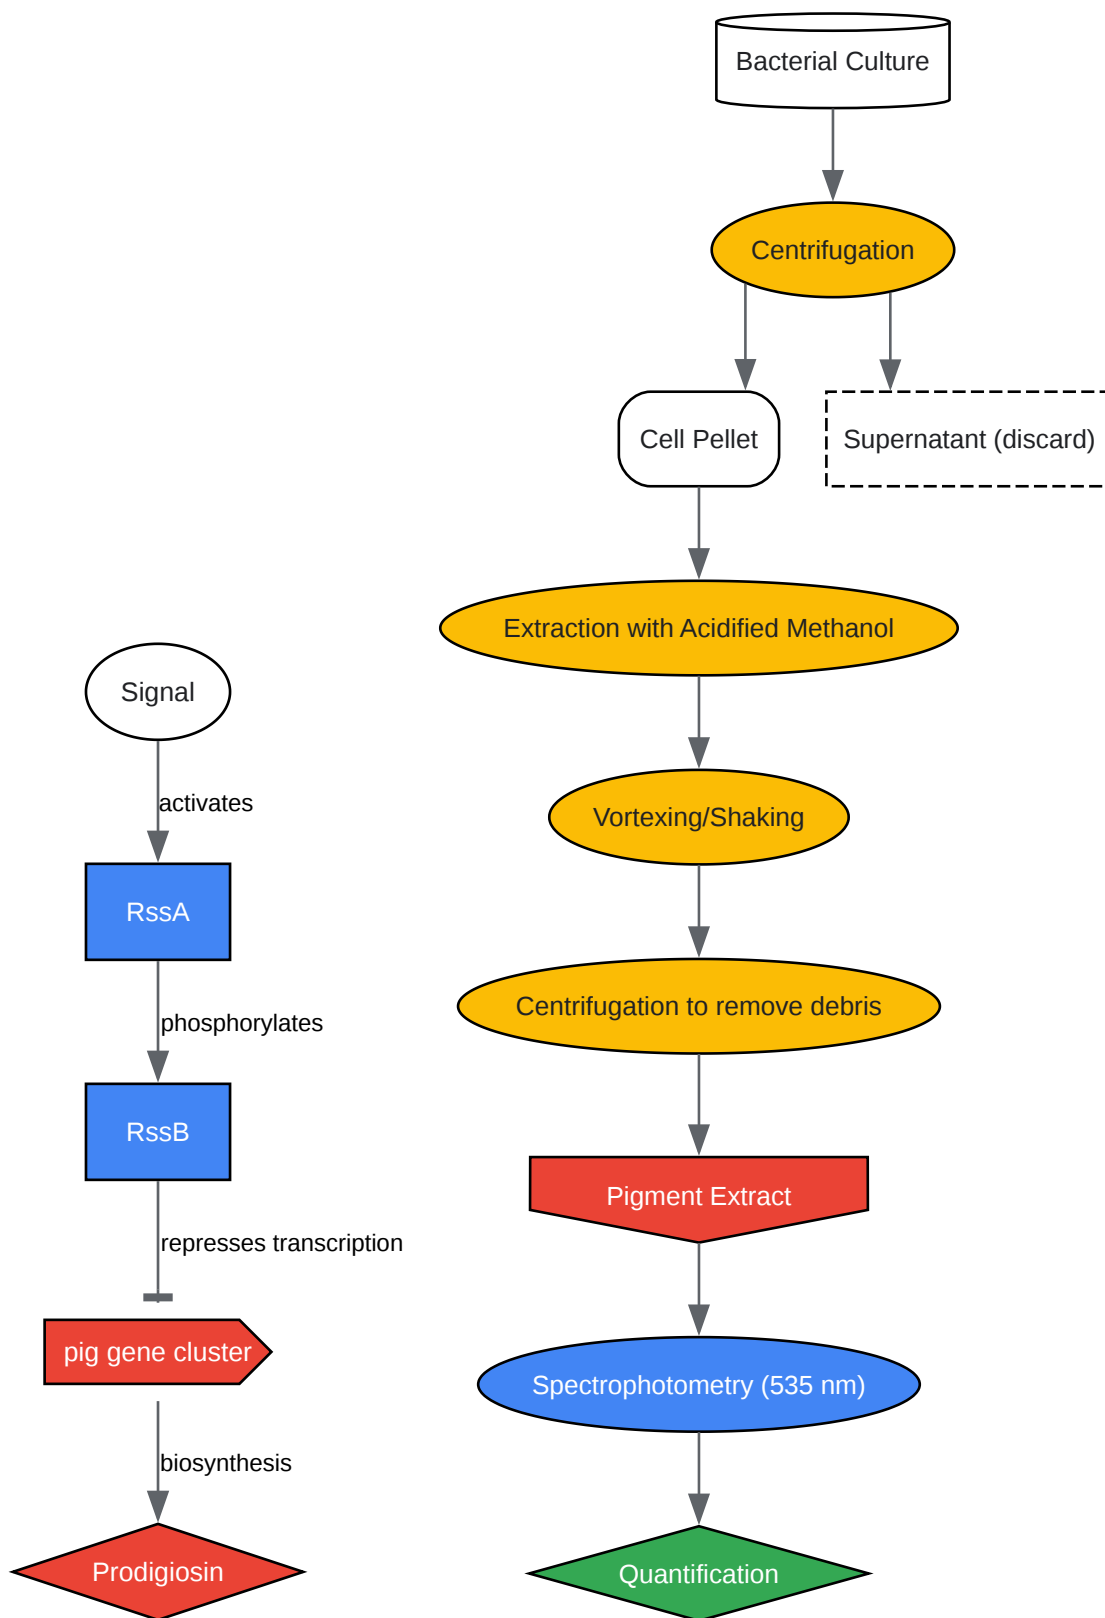 Bacterial Culture
Centrifugation
Cell Pellet
Supernatant (discard)
Extraction with Acidified Methanol
Vortexing/Shaking
Centrifugation to remove debris
Pigment Extract
Spectrophotometry (535 nm)
Quantification
Signal
activates
RssA
phosphorylates
RssB
represses transcription
pig gene cluster
biosynthesis
Prodigiosin